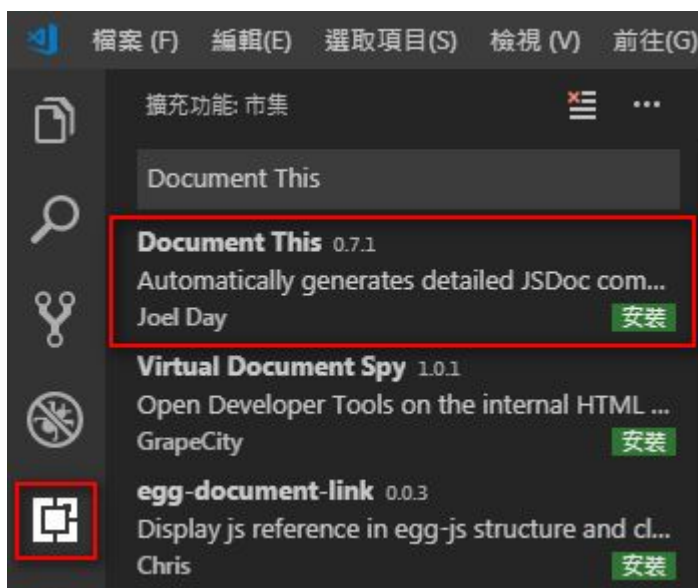 檔案 (F) 編輯(E) 選取項目(S) 檢視 (V) 前往(G)
擴充功能: 市集
Document This
Document This 0.7.1
Automatically generates detailed JSDoc com...
Joel Day 安裝
Virtual Document Spy 1.0.1
Open Developer Tools on the internal HTML ...
GrapeCity 安裝
egg-document-link 0.0.3
Display js reference in egg-js structure and cl...
Chris 安裝